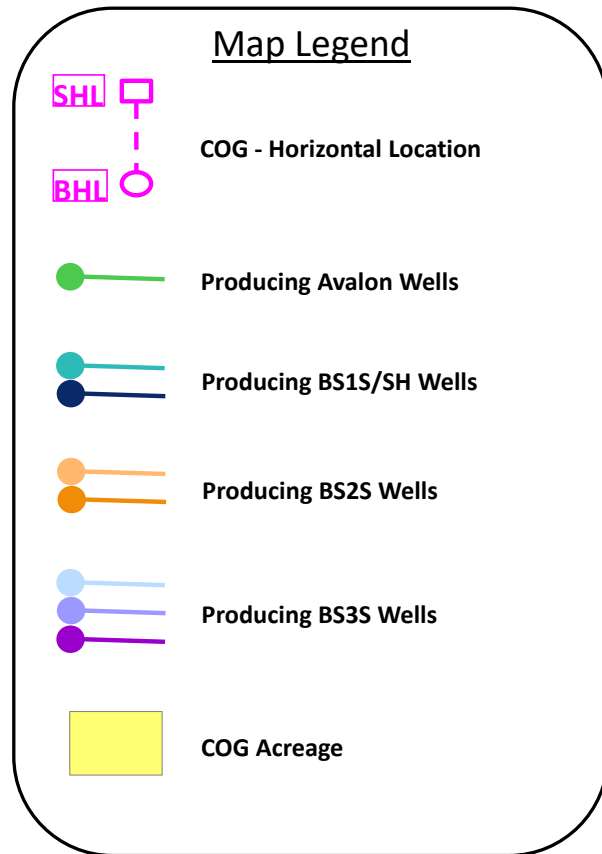 Map Legend
SHL
COG - Horizontal Location
BHL
Producing Avalon Wells
Producing BS1S/SH Wells
Producing BS2S Wells
Producing BS3S Wells
COG Acreage